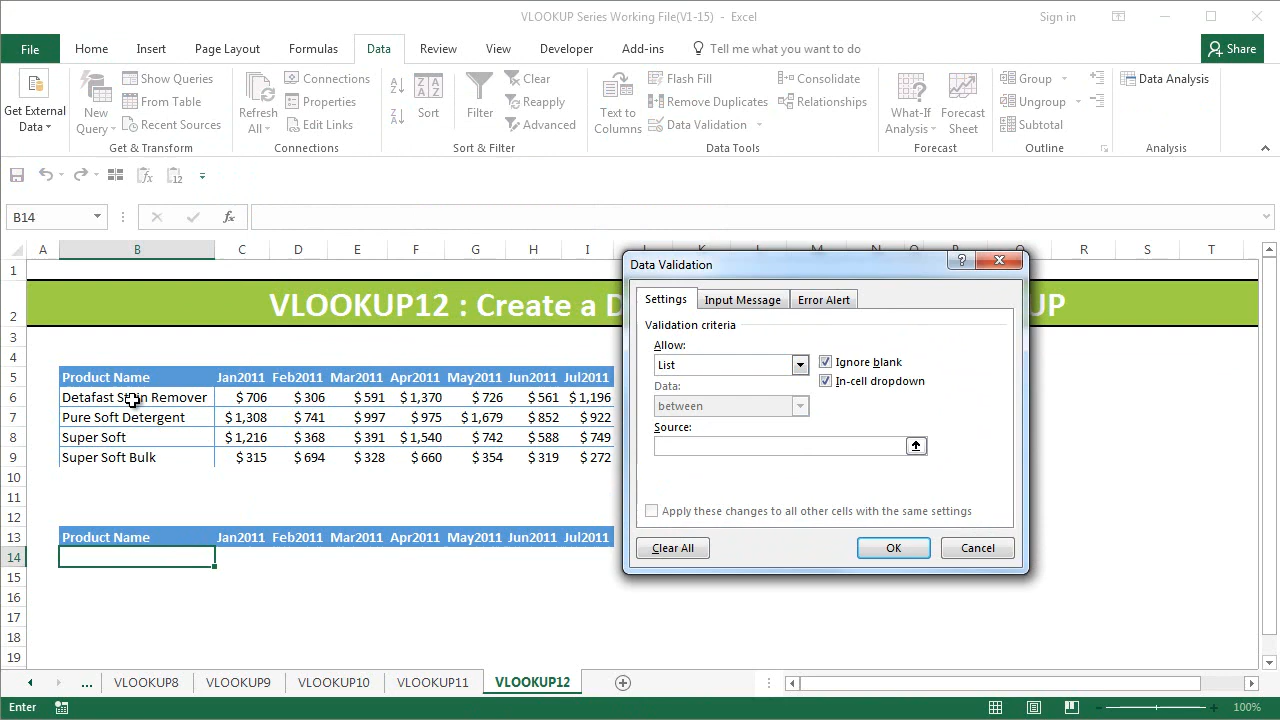 VLOOKUP Series Working File(V1-15) - Excel
Sign in
File Home Insert Page Layout Formulas Data Review View Developer Add-ins Tell me what you want to do Share
Get External Data
New Query
Show Queries
From Table
Recent Sources
Get & Transform
Refresh All
Connections
Properties
Edit Links
Connections
Sort
Filter
Clear
Reapply
Advanced
Sort & Filter
Text to Columns
Flash Fill
Remove Duplicates
Data Validation
Consolidate
Relationships
Data Tools
What-If Analysis
Forecast Sheet
Forecast
Group
Ungroup
Subtotal
Outline
Data Analysis
Analysis
B14
A B C D E F G H I P R S T
1
2 VLOOKUP12 : Create a D UP
3
4
5 Product Name Jan2011 Feb2011 Mar2011 Apr2011 May2011 Jun2011 Jul2011
6 Detafast Stain Remover $ 706 $ 306 $ 591 $ 1,370 $ 726 $ 561 $ 1,196
7 Pure Soft Detergent $ 1,308 $ 741 $ 997 $ 975 $ 1,679 $ 852 $ 922
8 Super Soft $ 1,216 $ 368 $ 391 $ 1,540 $ 742 $ 588 $ 749
9 Super Soft Bulk $ 315 $ 694 $ 328 $ 660 $ 354 $ 319 $ 272
10
11
12
13 Product Name Jan2011 Feb2011 Mar2011 Apr2011 May2011 Jun2011 Jul2011
14
15
16
17
18
19
Data Validation
Settings Input Message Error Alert
Validation criteria
Allow:
List
Ignore blank
In-cell dropdown
Data:
between
Source:
Apply these changes to all other cells with the same settings
Clear All OK Cancel
... VLOOKUP8 VLOOKUP9 VLOOKUP10 VLOOKUP11 VLOOKUP12
Enter
100%